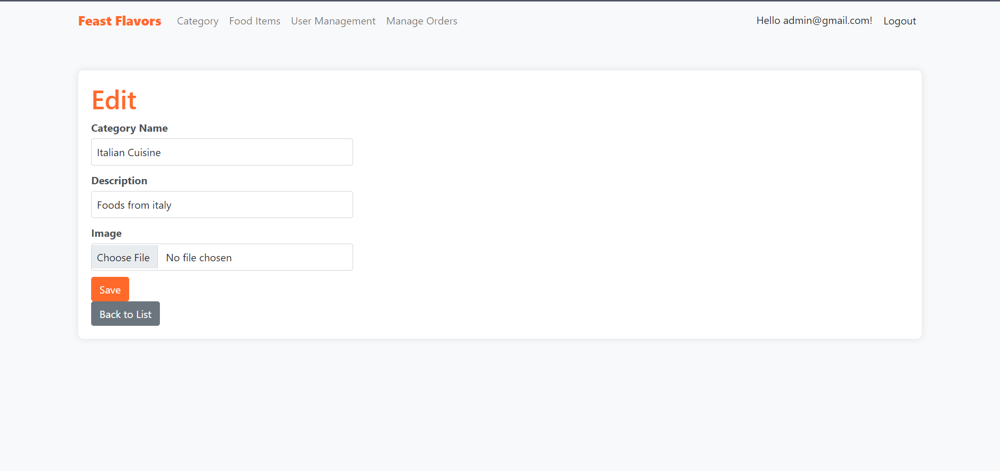 Feast Flavors Category Food Items User Management Manage Orders Hello admin@gmail.com! Logout
Edit
Category Name
Italian Cuisine
Description
Foods from italy
Image
Choose File No file chosen
Save
Back to List